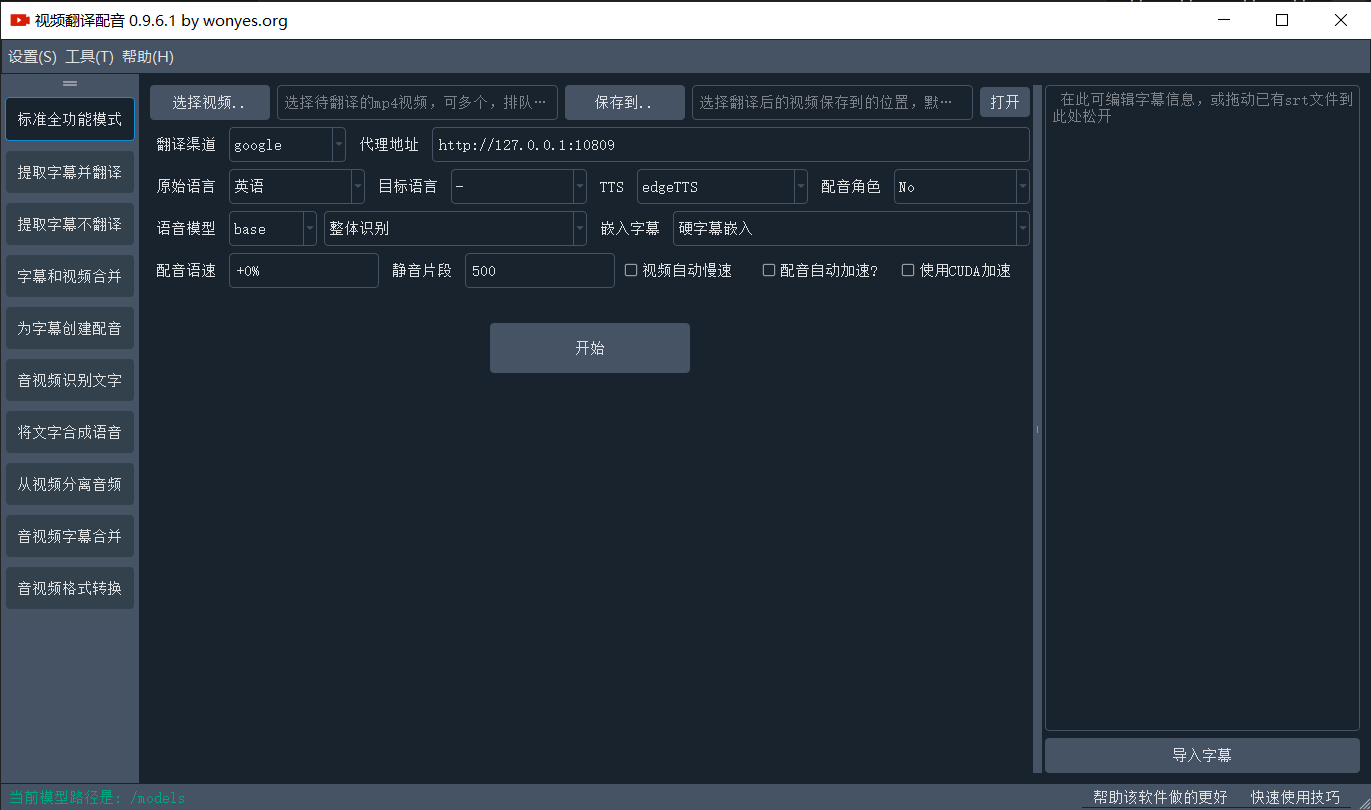 视频翻译配音 0.9.6.1 by wonyes.org
设置(S) 工具(T) 帮助(H)
标准全功能模式
提取字幕并翻译
提取字幕不翻译
字幕和视频合并
为字幕创建配音
音视频识别文字
将文字合成语音
从视频分离音频
音视频字幕合并
音视频格式转换
选择视频.. 选择待翻译的mp4视频，可多个，排队… 保存到.. 选择翻译后的视频保存到的位置，默… 打开
翻译渠道 google 代理地址 http://127.0.0.1:10809
原始语言 英语 目标语言 - TTS edgeTTS 配音角色 No
语音模型 base 整体识别 嵌入字幕 硬字幕嵌入
配音语速 +0% 静音片段 500 视频自动慢速 配音自动加速? 使用CUDA加速
开始
在此可编辑字幕信息，或拖动已有srt文件到
此处松开
导入字幕
当前模型路径是: /models
帮助该软件做的更好 快速使用技巧